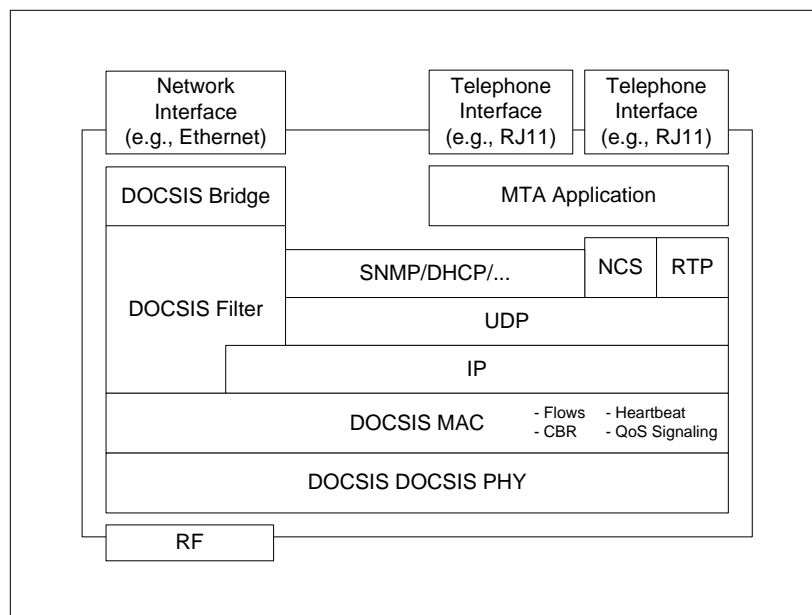 Network
Interface
(e.g., Ethernet)
Telephone
Interface
(e.g., RJ11)
Telephone
Interface
(e.g., RJ11)
DOCSIS Bridge
MTA Application
DOCSIS Filter
SNMP/DHCP/...
NCS
RTP
UDP
IP
DOCSIS MAC
- Flows
- Heartbeat
- CBR
- QoS Signaling
DOCSIS DOCSIS PHY
RF